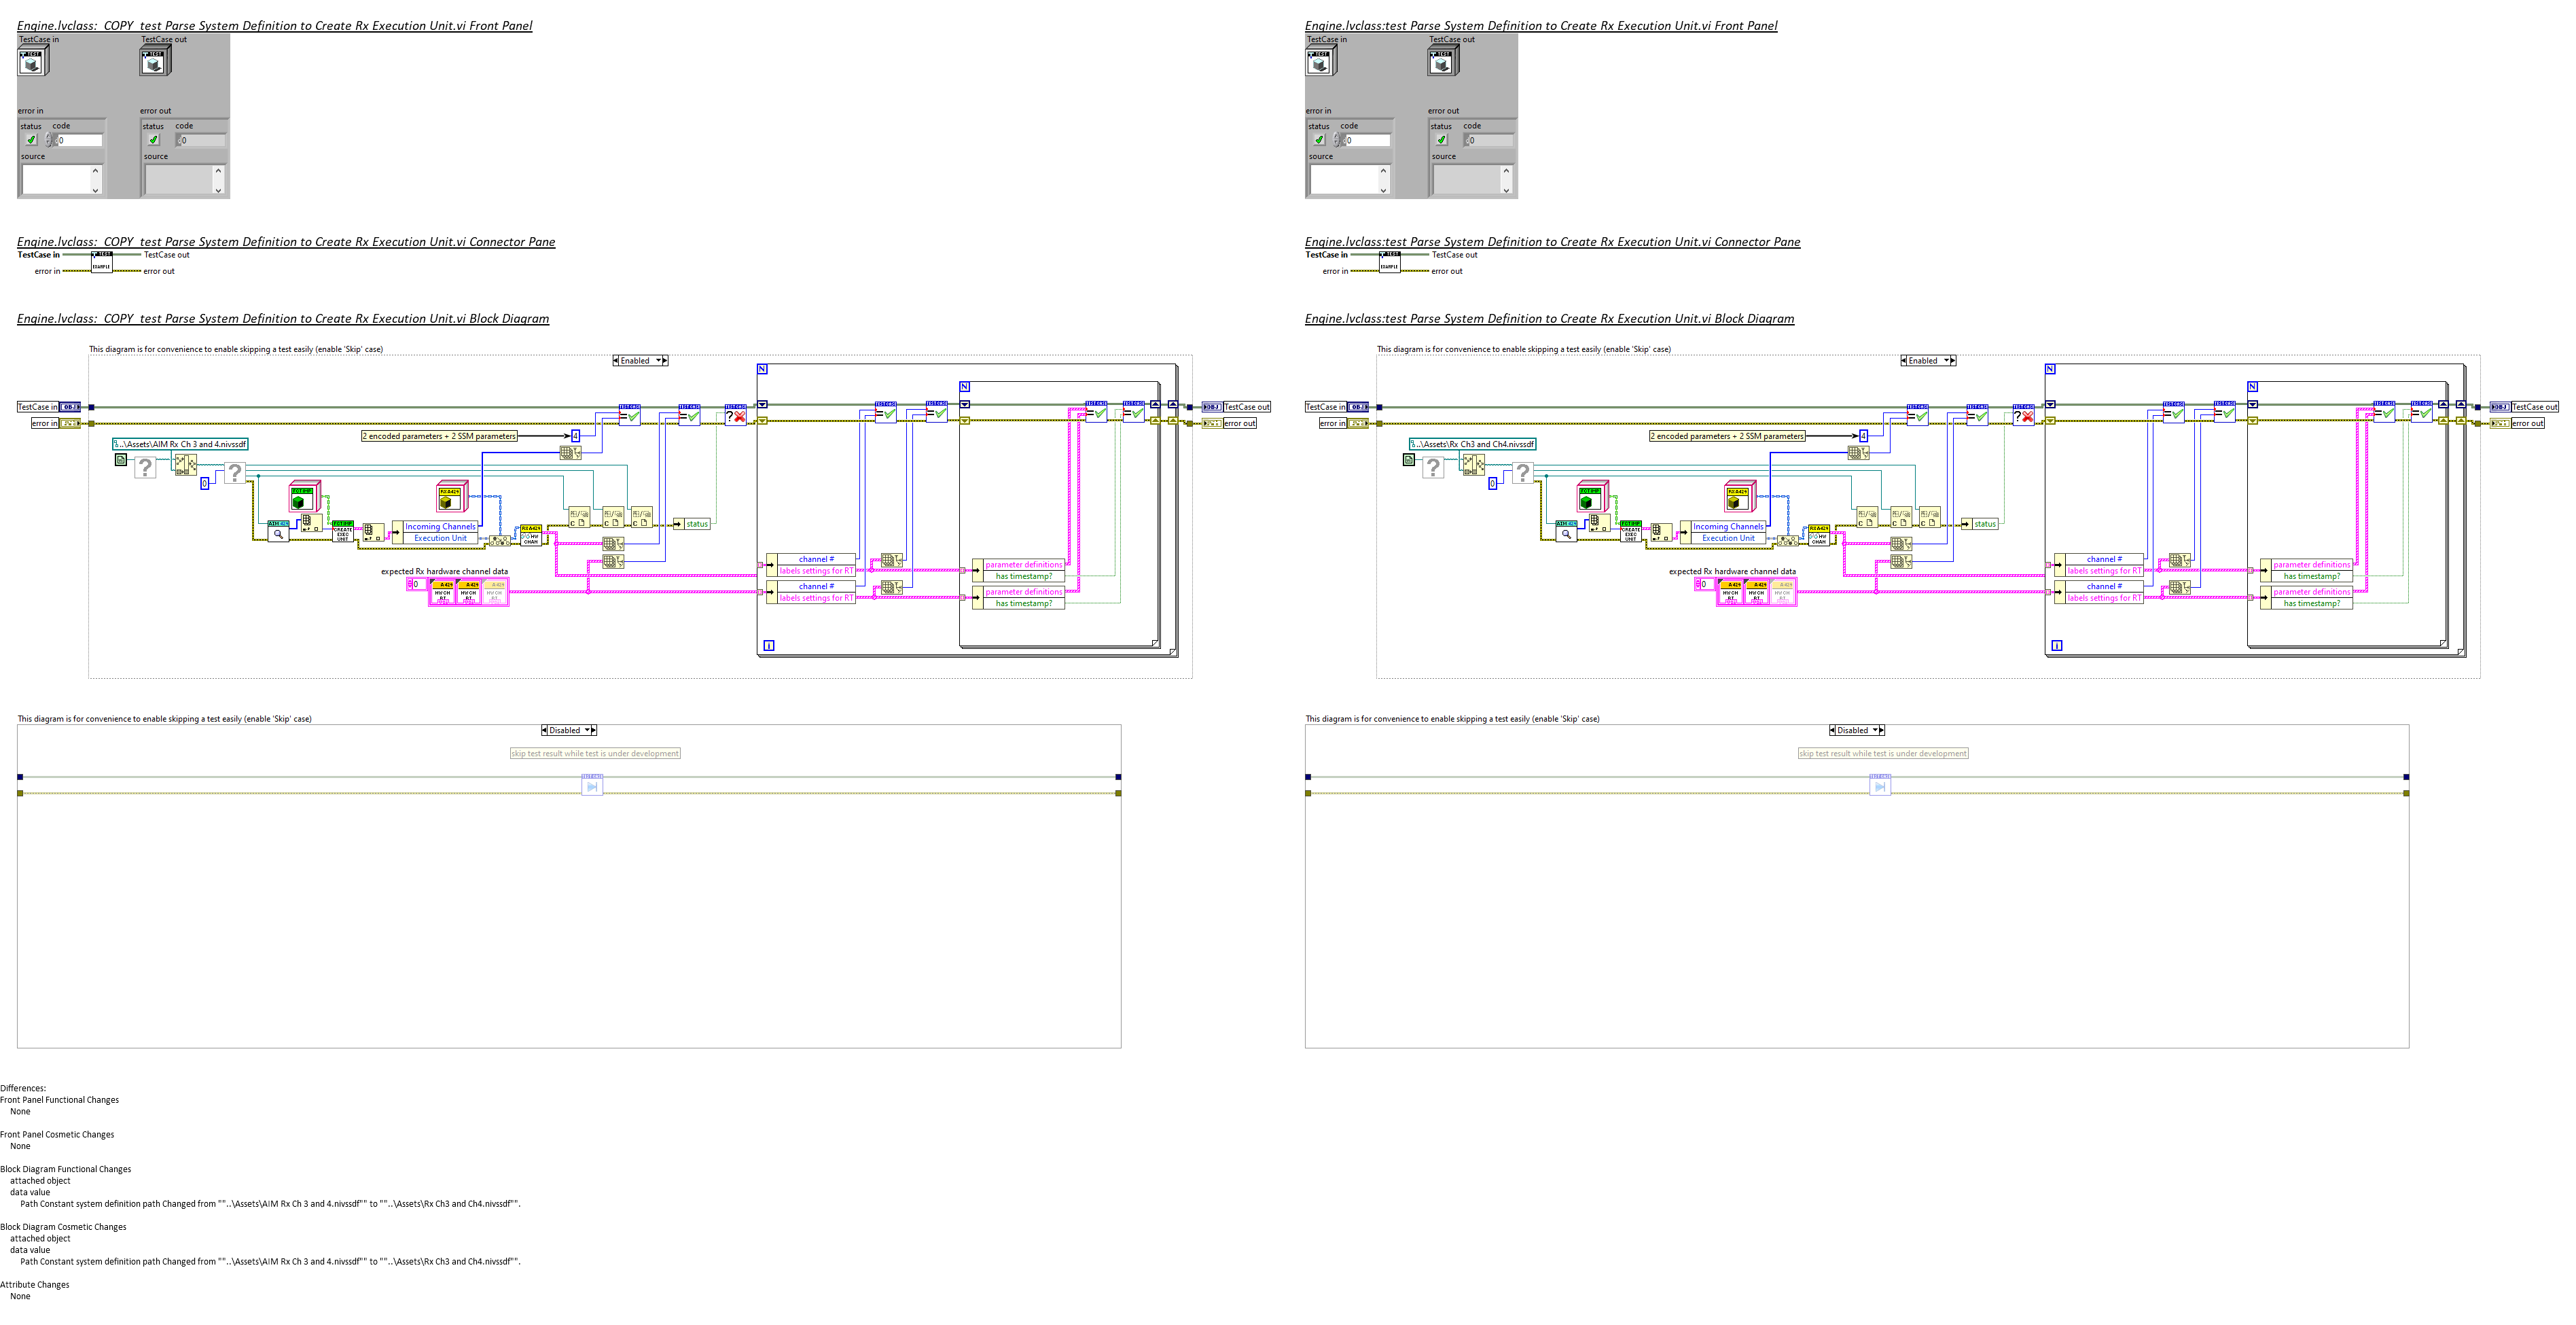 Engine.lvclass:  COPY  test Parse System Definition to Create Rx Execution Unit.vi Front Panel
TestCase in
TestCase out
error in
error out
status
code
status
code
0
0
source
source
Engine.lvclass:  COPY  test Parse System Definition to Create Rx Execution Unit.vi Connector Pane
TestCase in
TestCase out
TEST
EXAMPLE
error in
error out
Engine.lvclass:  COPY  test Parse System Definition to Create Rx Execution Unit.vi Block Diagram
This diagram is for convenience to enable skipping a test easily (enable 'Skip' case)
Enabled
N
N
TestCase in
TestCase out
error in
error out
2 encoded parameters + 2 SSM parameters
4
..\Assets\AIM Rx Ch 3 and 4.nivssdf
0
Incoming Channels
Execution Unit
status
CREATE
EXEC
UNIT
channel #
labels settings for RT
parameter definitions
has timestamp?
expected Rx hardware channel data
0
channel #
labels settings for RT
parameter definitions
has timestamp?
i
This diagram is for convenience to enable skipping a test easily (enable 'Skip' case)
Disabled
skip test result while test is under development
Differences:
Front Panel Functional Changes
None
Front Panel Cosmetic Changes
None
Block Diagram Functional Changes
attached object
data value
Path Constant system definition path Changed from ""..\Assets\AIM Rx Ch 3 and 4.nivssdf"" to ""..\Assets\Rx Ch3 and Ch4.nivssdf"".
Block Diagram Cosmetic Changes
attached object
data value
Path Constant system definition path Changed from ""..\Assets\AIM Rx Ch 3 and 4.nivssdf"" to ""..\Assets\Rx Ch3 and Ch4.nivssdf"".
Attribute Changes
None
Engine.lvclass:test Parse System Definition to Create Rx Execution Unit.vi Front Panel
TestCase in
TestCase out
error in
error out
status
code
status
code
0
0
source
source
Engine.lvclass:test Parse System Definition to Create Rx Execution Unit.vi Connector Pane
TestCase in
TestCase out
TEST
EXAMPLE
error in
error out
Engine.lvclass:test Parse System Definition to Create Rx Execution Unit.vi Block Diagram
This diagram is for convenience to enable skipping a test easily (enable 'Skip' case)
Enabled
N
N
TestCase in
TestCase out
error in
error out
2 encoded parameters + 2 SSM parameters
4
..\Assets\Rx Ch3 and Ch4.nivssdf
0
Incoming Channels
Execution Unit
status
CREATE
EXEC
UNIT
channel #
labels settings for RT
parameter definitions
has timestamp?
expected Rx hardware channel data
0
channel #
labels settings for RT
parameter definitions
has timestamp?
i
This diagram is for convenience to enable skipping a test easily (enable 'Skip' case)
Disabled
skip test result while test is under development